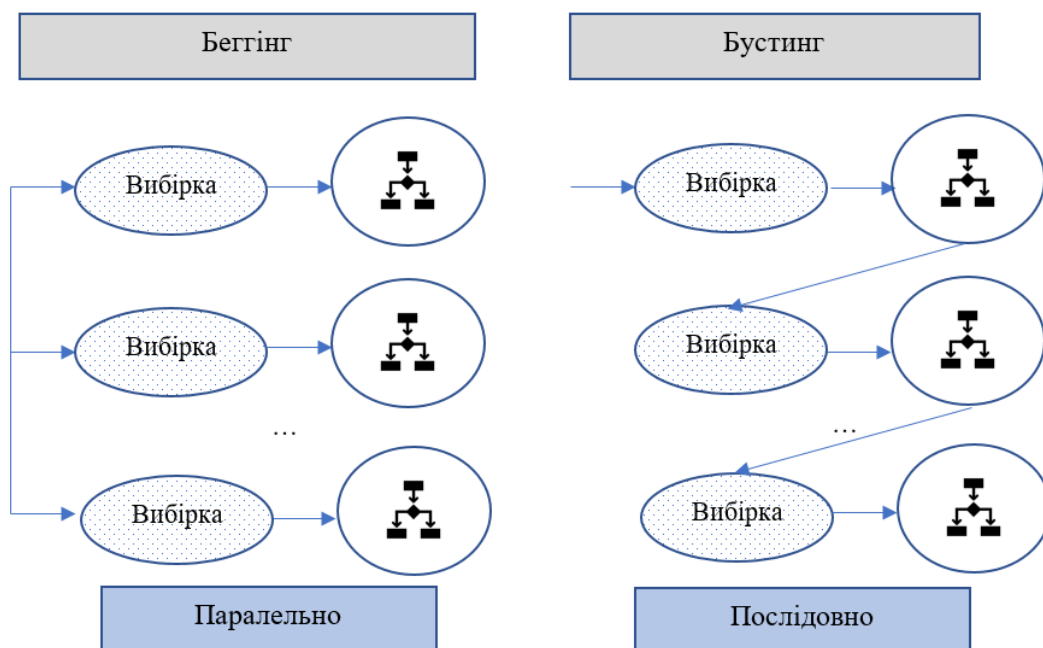 Беггінг
Бустинг
Вибірка
Вибірка
Вибірка
Вибірка
...
...
Вибірка
Вибірка
Паралельно
Послідовно